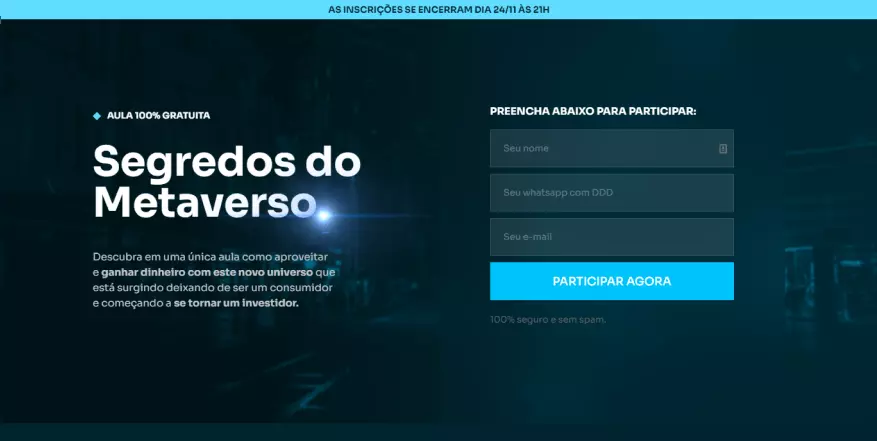 AS INSCRIÇÕES SE ENCERRAM DIA 24/11 ÀS 21H
AULA 100% GRATUITA
Segredos do
Metaverso.
Descubra em uma única aula como aproveitar
e ganhar dinheiro com este novo universo que
está surgindo deixando de ser um consumidor
e começando a se tornar um investidor.
PREENCHA ABAIXO PARA PARTICIPAR:
Seu nome
Seu whatsapp com DDD
Seu e-mail
PARTICIPAR AGORA
100% seguro e sem spam.